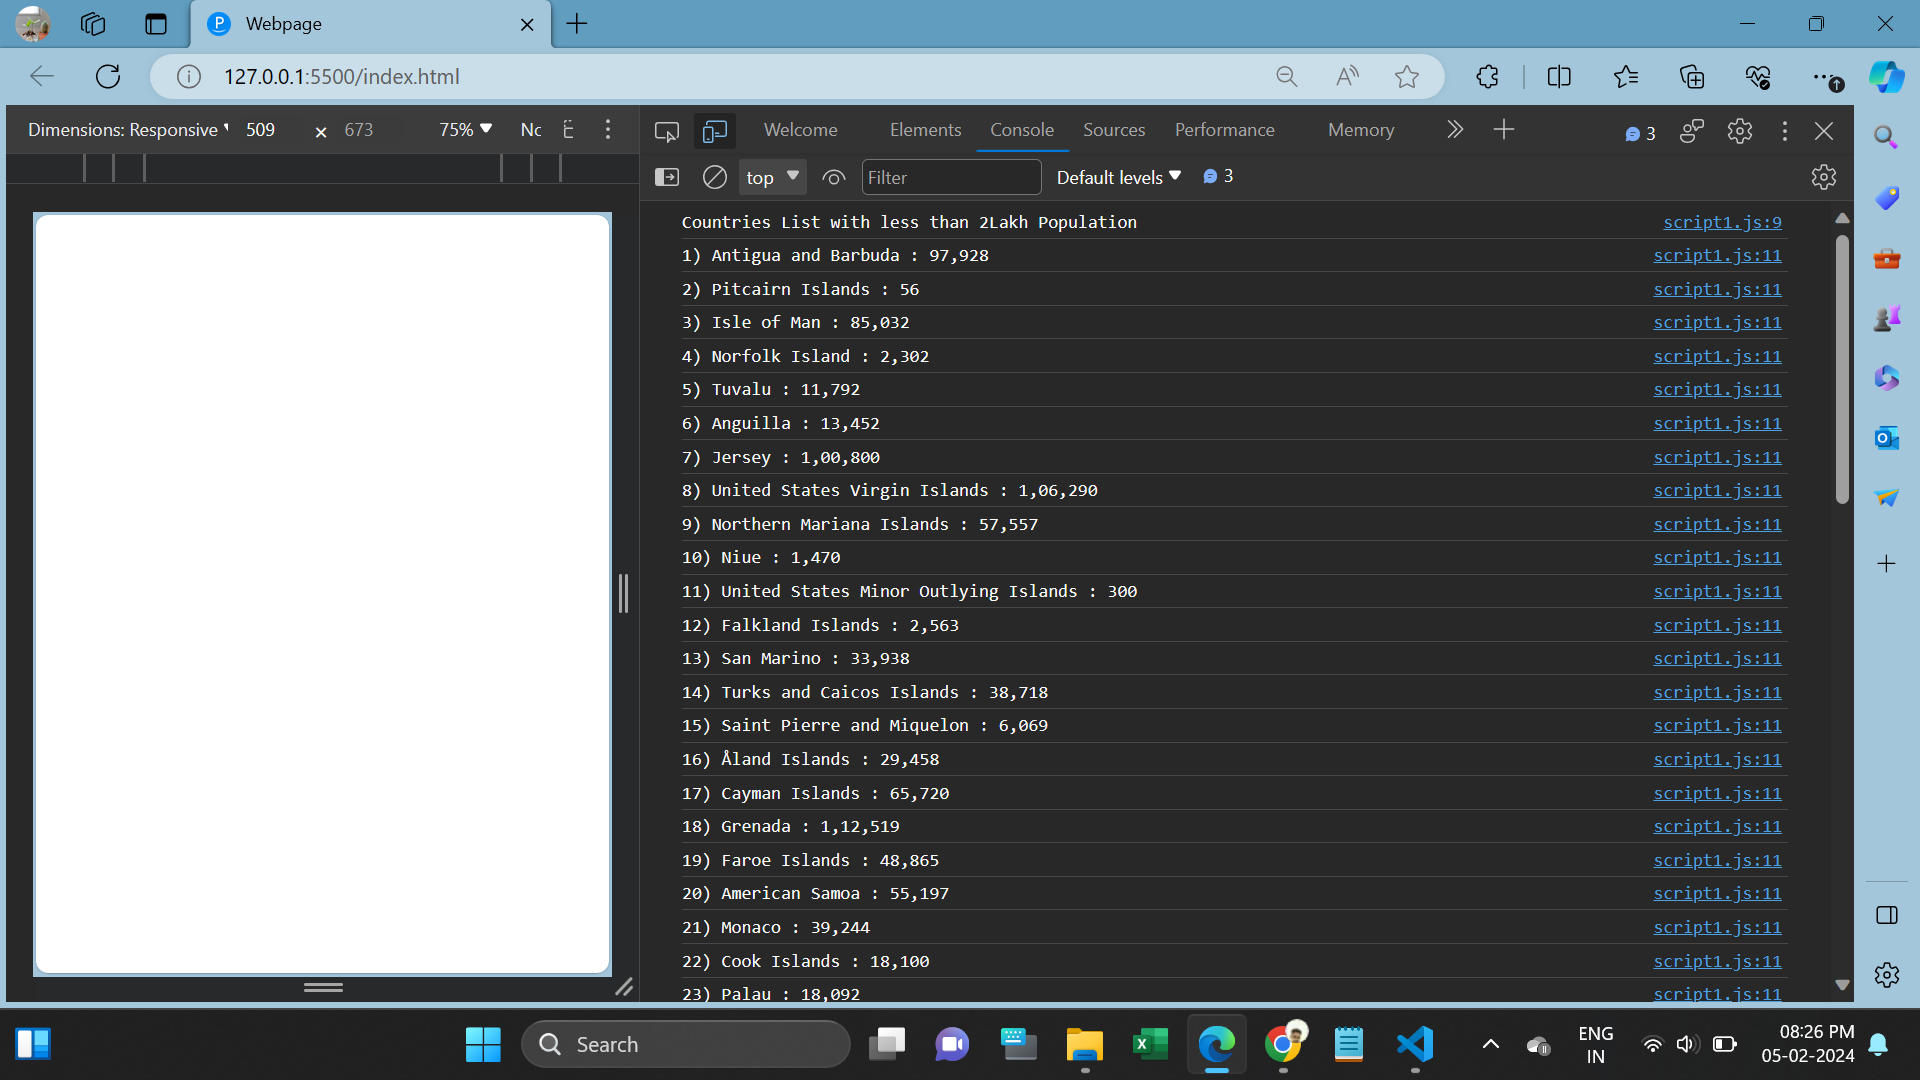 Webpage
127.0.0.1:5500/index.html
Dimensions: Responsive 509 × 673 75% Nc
Welcome Elements Console Sources Performance Memory 3
top Filter Default levels 3
Countries List with less than 2Lakh Population script1.js:9
1) Antigua and Barbuda : 97,928 script1.js:11
2) Pitcairn Islands : 56 script1.js:11
3) Isle of Man : 85,032 script1.js:11
4) Norfolk Island : 2,302 script1.js:11
5) Tuvalu : 11,792 script1.js:11
6) Anguilla : 13,452 script1.js:11
7) Jersey : 1,00,800 script1.js:11
8) United States Virgin Islands : 1,06,290 script1.js:11
9) Northern Mariana Islands : 57,557 script1.js:11
10) Niue : 1,470 script1.js:11
11) United States Minor Outlying Islands : 300 script1.js:11
12) Falkland Islands : 2,563 script1.js:11
13) San Marino : 33,938 script1.js:11
14) Turks and Caicos Islands : 38,718 script1.js:11
15) Saint Pierre and Miquelon : 6,069 script1.js:11
16) Åland Islands : 29,458 script1.js:11
17) Cayman Islands : 65,720 script1.js:11
18) Grenada : 1,12,519 script1.js:11
19) Faroe Islands : 48,865 script1.js:11
20) American Samoa : 55,197 script1.js:11
21) Monaco : 39,244 script1.js:11
22) Cook Islands : 18,100 script1.js:11
23) Palau : 18,092 script1.js:11
Search
ENG
IN
08:26 PM
05-02-2024